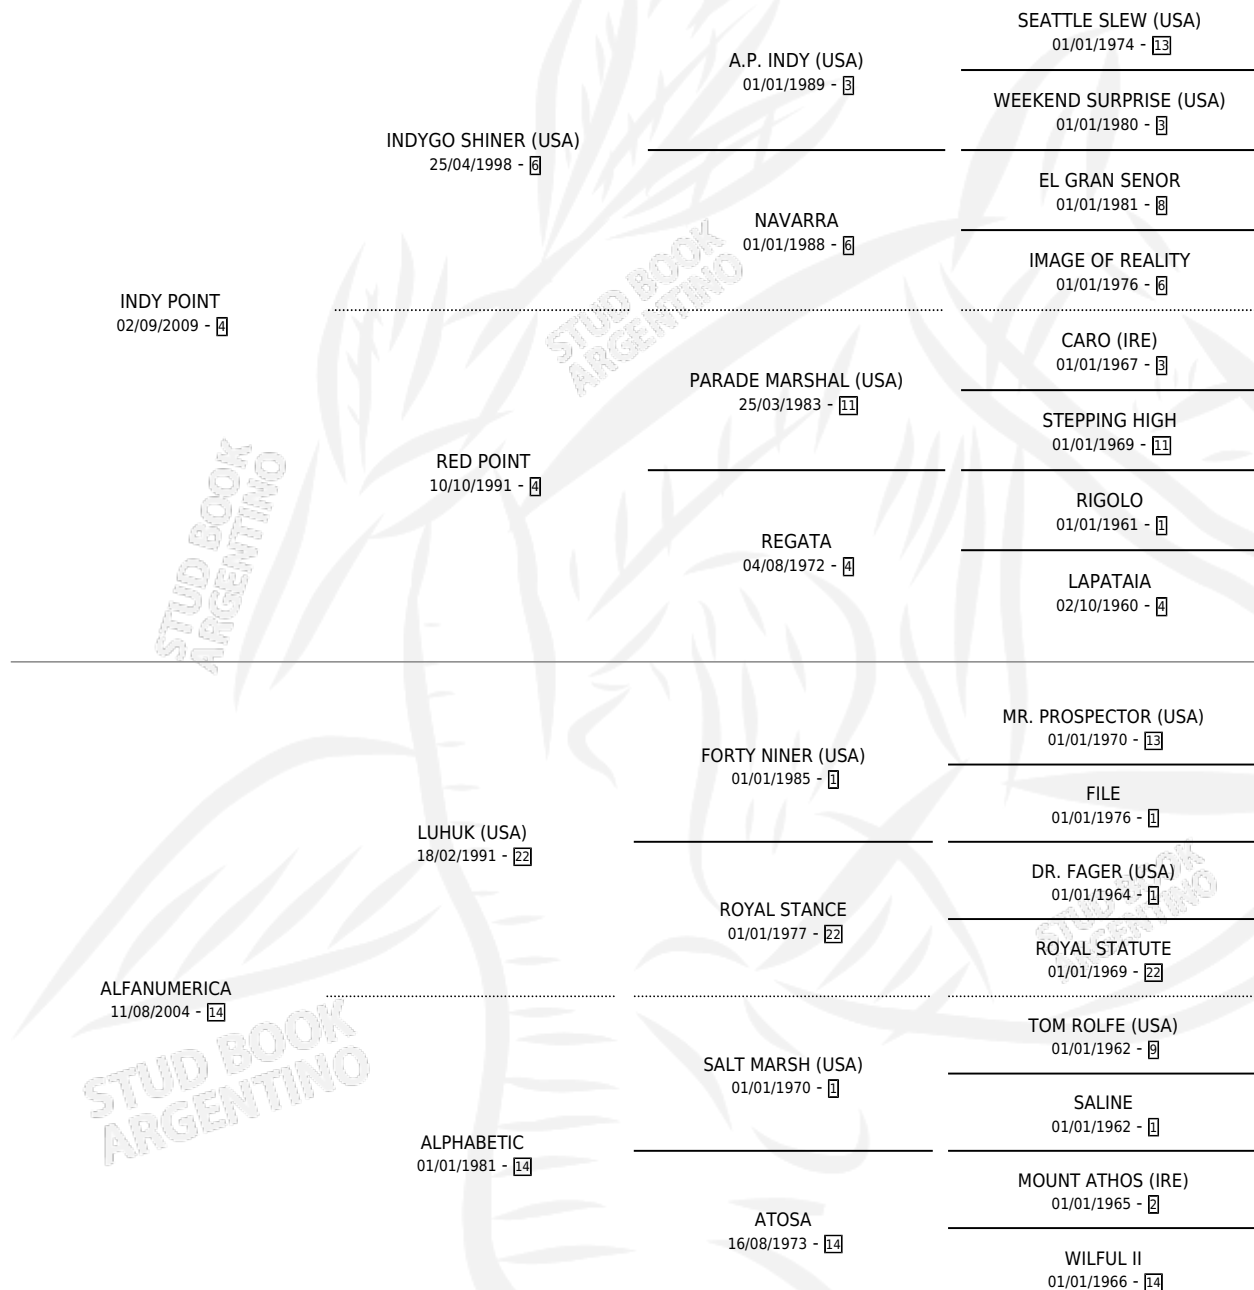 SEATTLE SLEW (USA)
01/01/1974 - 13
A.P. INDY (USA)
01/01/1989 - 3
WEEKEND SURPRISE (USA)
01/01/1980 - 3
INDYGO SHINER (USA)
25/04/1998 - 6
EL GRAN SENOR
01/01/1981 - 8
NAVARRA
01/01/1988 - 6
IMAGE OF REALITY
01/01/1976 - 6
INDY POINT
02/09/2009 - 4
CARO (IRE)
01/01/1967 - 3
PARADE MARSHAL (USA)
25/03/1983 - 11
STEPPING HIGH
01/01/1969 - 11
RED POINT
10/10/1991 - 4
RIGOLO
01/01/1961 - 1
REGATA
04/08/1972 - 4
LAPATAIA
02/10/1960 - 4
MR. PROSPECTOR (USA)
01/01/1970 - 13
FORTY NINER (USA)
01/01/1985 - 1
FILE
01/01/1976 - 1
LUHUK (USA)
18/02/1991 - 22
DR. FAGER (USA)
01/01/1964 - 1
ROYAL STANCE
01/01/1977 - 22
ROYAL STATUTE
01/01/1969 - 22
ALFANUMERICA
11/08/2004 - 14
TOM ROLFE (USA)
01/01/1962 - 9
SALT MARSH (USA)
01/01/1970 - 1
SALINE
01/01/1962 - 1
ALPHABETIC
01/01/1981 - 14
MOUNT ATHOS (IRE)
01/01/1965 - 2
ATOSA
16/08/1973 - 14
WILFUL II
01/01/1966 - 14
STUD BOOK
ARGENTINO
STUD BOOK
ARGENTINO
STUD BOOK
ARGENTINO
STUD BOOK
ARGENTINO